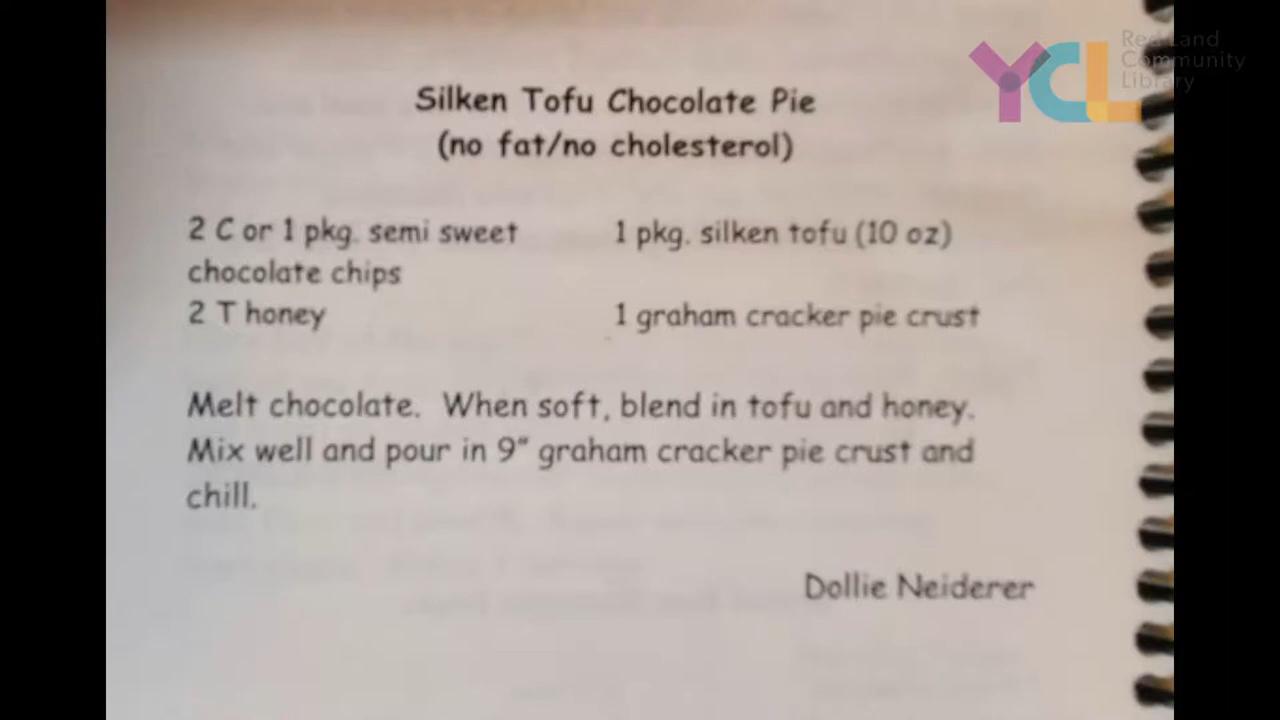 YCL
Red Land
Community
Library
Silken Tofu Chocolate Pie
(no fat/no cholesterol)
2 C or 1 pkg. semi sweet
chocolate chips
1 pkg. silken tofu (10 oz)
2 T honey
1 graham cracker pie crust
Melt chocolate. When soft, blend in tofu and honey.
Mix well and pour in 9" graham cracker pie crust and
chill.
Dollie Neiderer